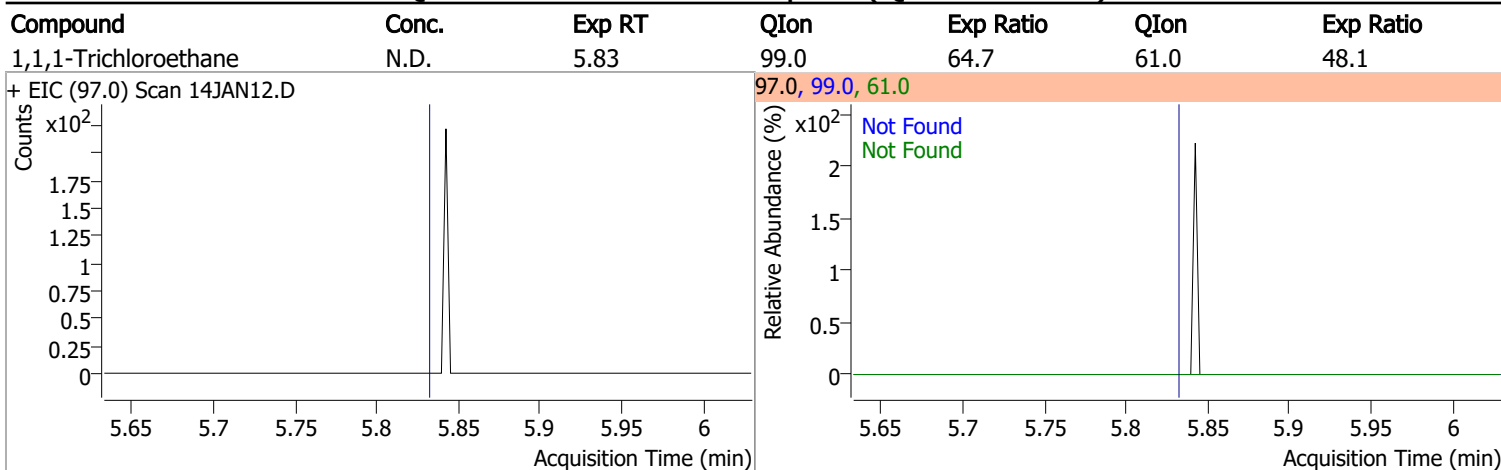 Compound Conc. Exp RT QIon Exp Ratio QIon Exp Ratio
1,1,1-Trichloroethane N.D. 5.83 99.0 64.7 61.0 48.1
+ EIC (97.0) Scan 14JAN12.D
Counts
x10²
1.75
1.5
1.25
1
0.75
0.5
0.25
0
5.65 5.7 5.75 5.8 5.85 5.9 5.95 6
Acquisition Time (min)
97.0, 99.0, 61.0
Relative Abundance (%)
x10²
Not Found
Not Found
2
1.5
1
0.5
0
5.65 5.7 5.75 5.8 5.85 5.9 5.95 6
Acquisition Time (min)